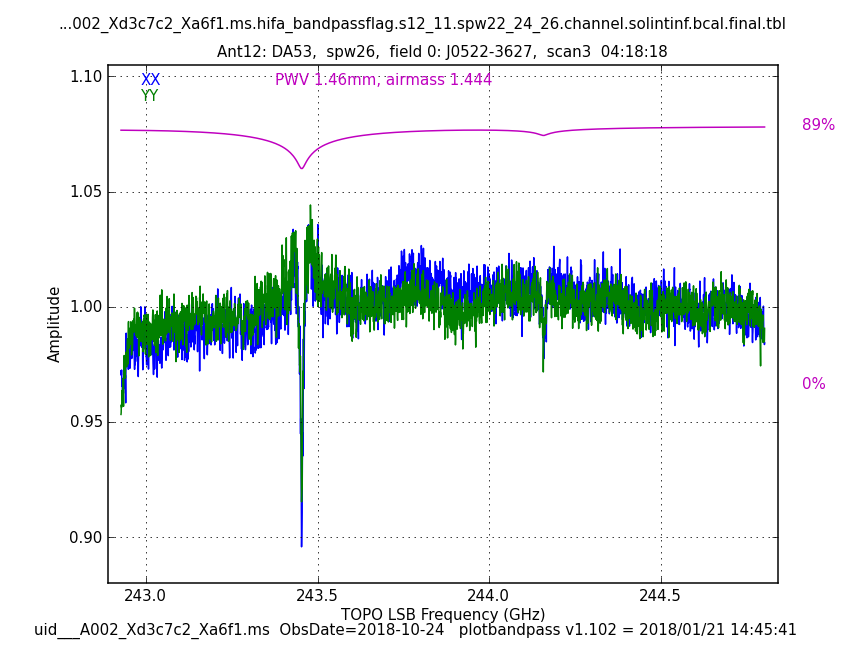 ...002_Xd3c7c2_Xa6f1.ms.hifa_bandpassflag.s12_11.spw22_24_26.channel.solintinf.bcal.final.tbl
Ant12: DA53,  spw26,  field 0: J0522-3627,  scan3  04:18:18
XX
YY
PWV 1.46mm, airmass 1.444
89%
0%
1.10
1.05
1.00
0.95
0.90
Amplitude
243.0
243.5
244.0
244.5
TOPO LSB Frequency (GHz)
uid___A002_Xd3c7c2_Xa6f1.ms  ObsDate=2018-10-24   plotbandpass v1.102 = 2018/01/21 14:45:41